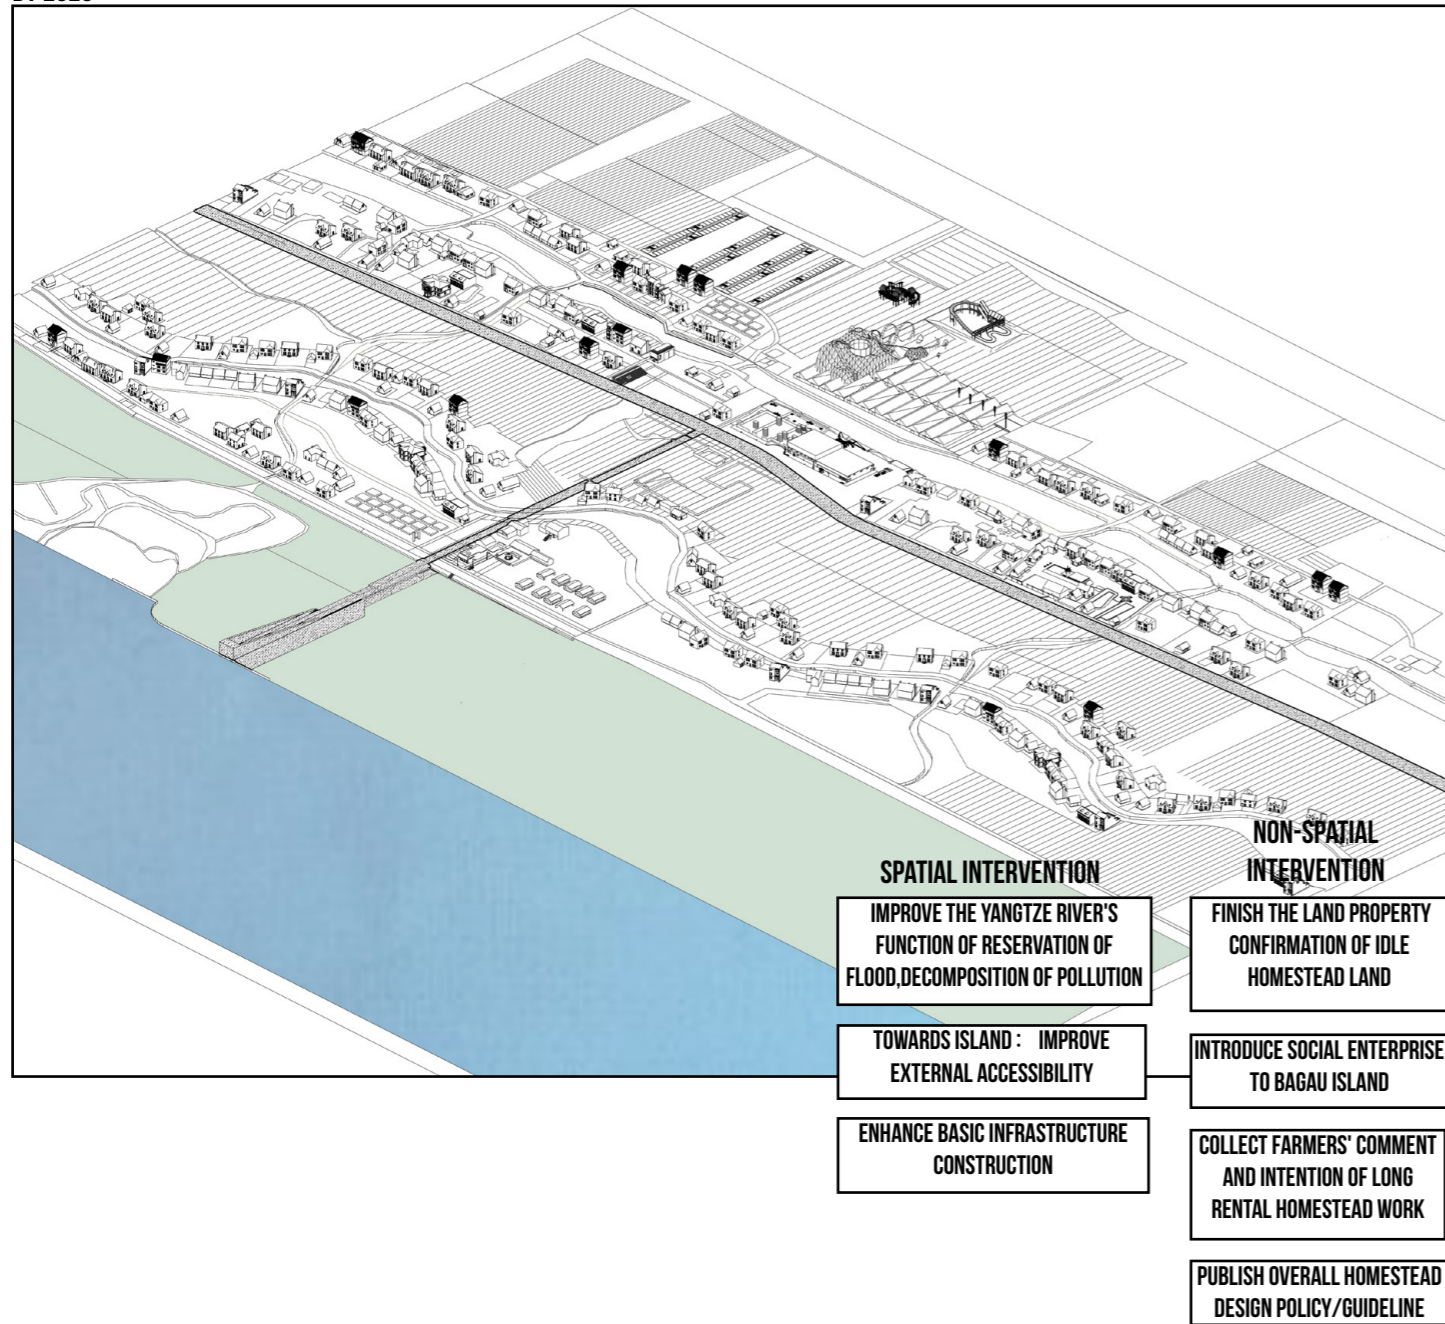 SPATIAL INTERVENTION
IMPROVE THE YANGTZE RIVER'S
FUNCTION OF RESERVATION OF
FLOOD,DECOMPOSITION OF POLLUTION
TOWARDS ISLAND : IMPROVE
EXTERNAL ACCESSIBILITY
ENHANCE BASIC INFRASTRUCTURE
CONSTRUCTION
NON-SPATIAL
INTERVENTION
FINISH THE LAND PROPERTY
CONFIRMATION OF IDLE
HOMESTEAD LAND
INTRODUCE SOCIAL ENTERPRISE
TO BAGAU ISLAND
COLLECT FARMERS' COMMENT
AND INTENTION OF LONG
RENTAL HOMESTEAD WORK
PUBLISH OVERALL HOMESTEAD
DESIGN POLICY/GUIDELINE